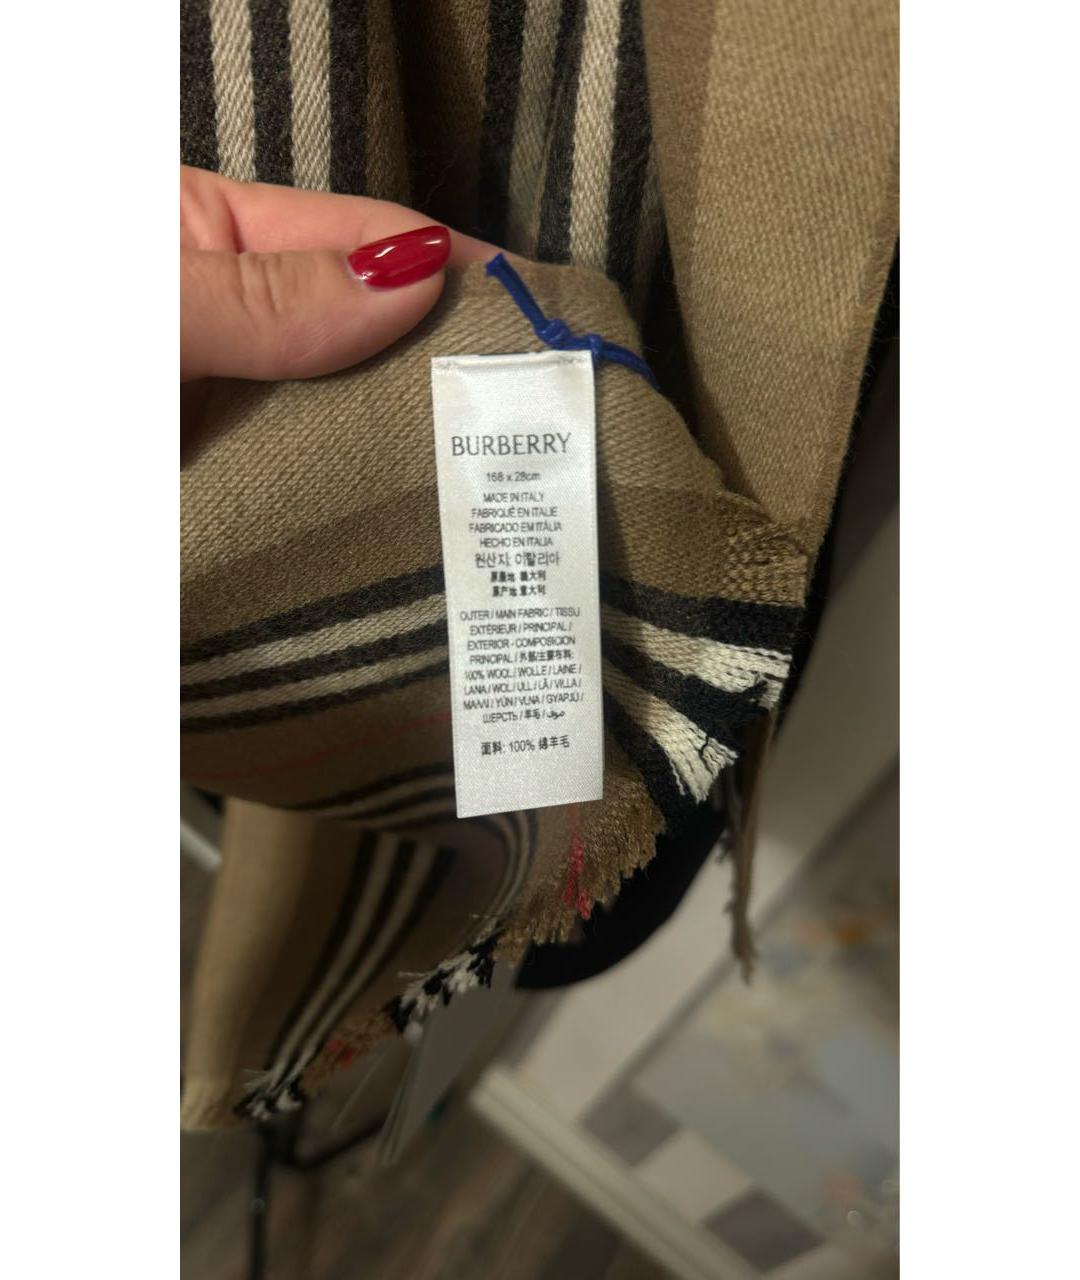 BURBERRY
168 x 28cm
MADE IN ITALY
FABRIQUÉ EN ITALIE
FABRICADO EM ITÁLIA
HECHO EN ITALIA
원산지: 이탈리아
原產地: 義大利
原产地: 意大利
OUTER / MAIN FABRIC / TISSU
EXTÉRIEUR / PRINCIPAL /
EXTERIOR - COMPOSICION
PRINCIPAL / 外部/主要布料:
100% WOOL / WOLLE / LAINE /
LANA / WOL / ULL / LÃ / VILLA /
ΜΑΛΛΙ / YÜN / VLNA / GYAPJÚ /
ШЕРСТЬ / 羊毛 / صوف
面料: 100% 绵羊毛